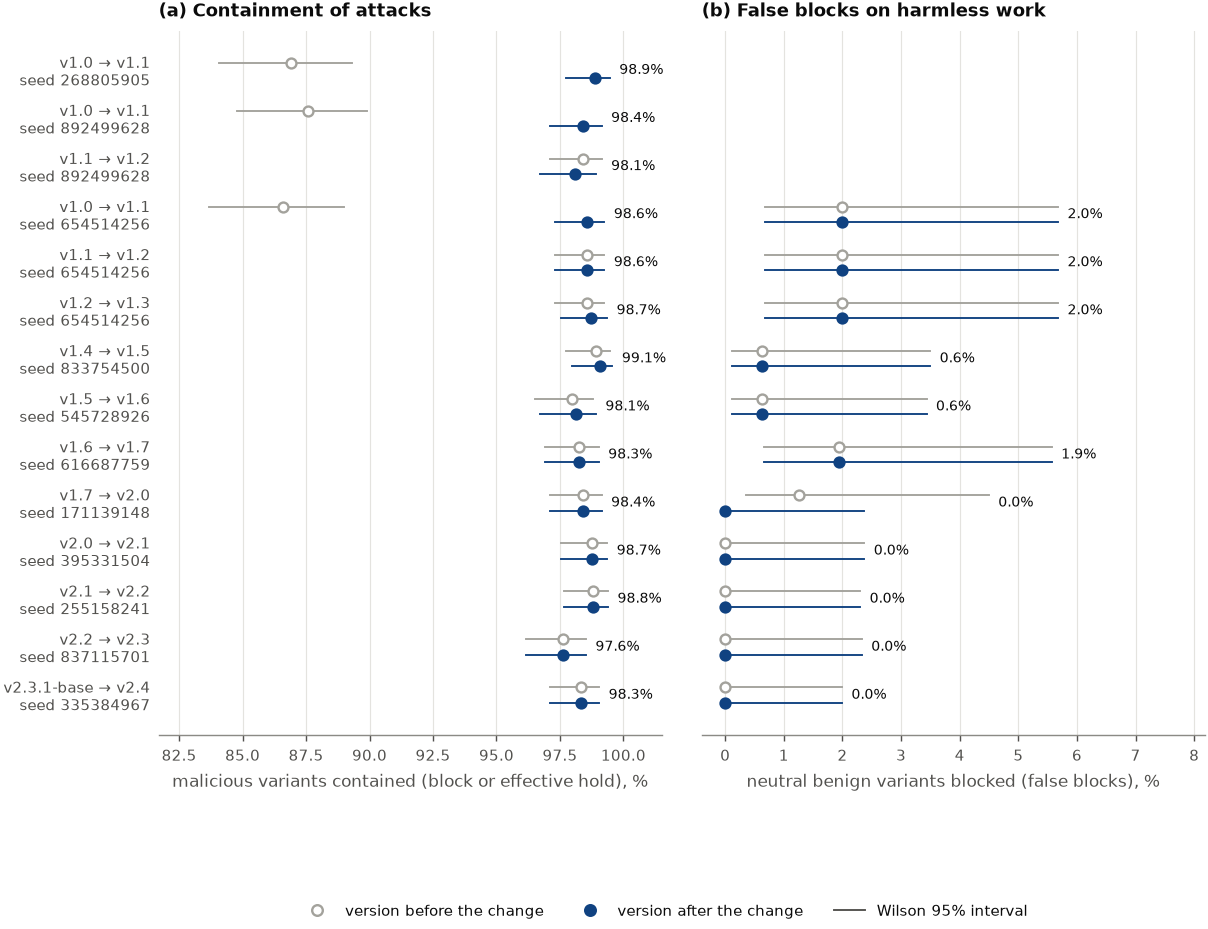 (a) Containment of attacks
(b) False blocks on harmless work
v1.0 → v1.1
seed 268805905
98.9%
v1.0 → v1.1
seed 892499628
98.4%
v1.1 → v1.2
seed 892499628
98.1%
v1.0 → v1.1
seed 654514256
98.6%
2.0%
v1.1 → v1.2
seed 654514256
98.6%
2.0%
v1.2 → v1.3
seed 654514256
98.7%
2.0%
v1.4 → v1.5
seed 833754500
99.1%
0.6%
v1.5 → v1.6
seed 545728926
98.1%
0.6%
v1.6 → v1.7
seed 616687759
98.3%
1.9%
v1.7 → v2.0
seed 171139148
98.4%
0.0%
v2.0 → v2.1
seed 395331504
98.7%
0.0%
v2.1 → v2.2
seed 255158241
98.8%
0.0%
v2.2 → v2.3
seed 837115701
97.6%
0.0%
v2.3.1-base → v2.4
seed 335384967
98.3%
0.0%
82.5 85.0 87.5 90.0 92.5 95.0 97.5 100.0
0 1 2 3 4 5 6 7 8
malicious variants contained (block or effective hold), %
neutral benign variants blocked (false blocks), %
version before the change
version after the change
Wilson 95% interval